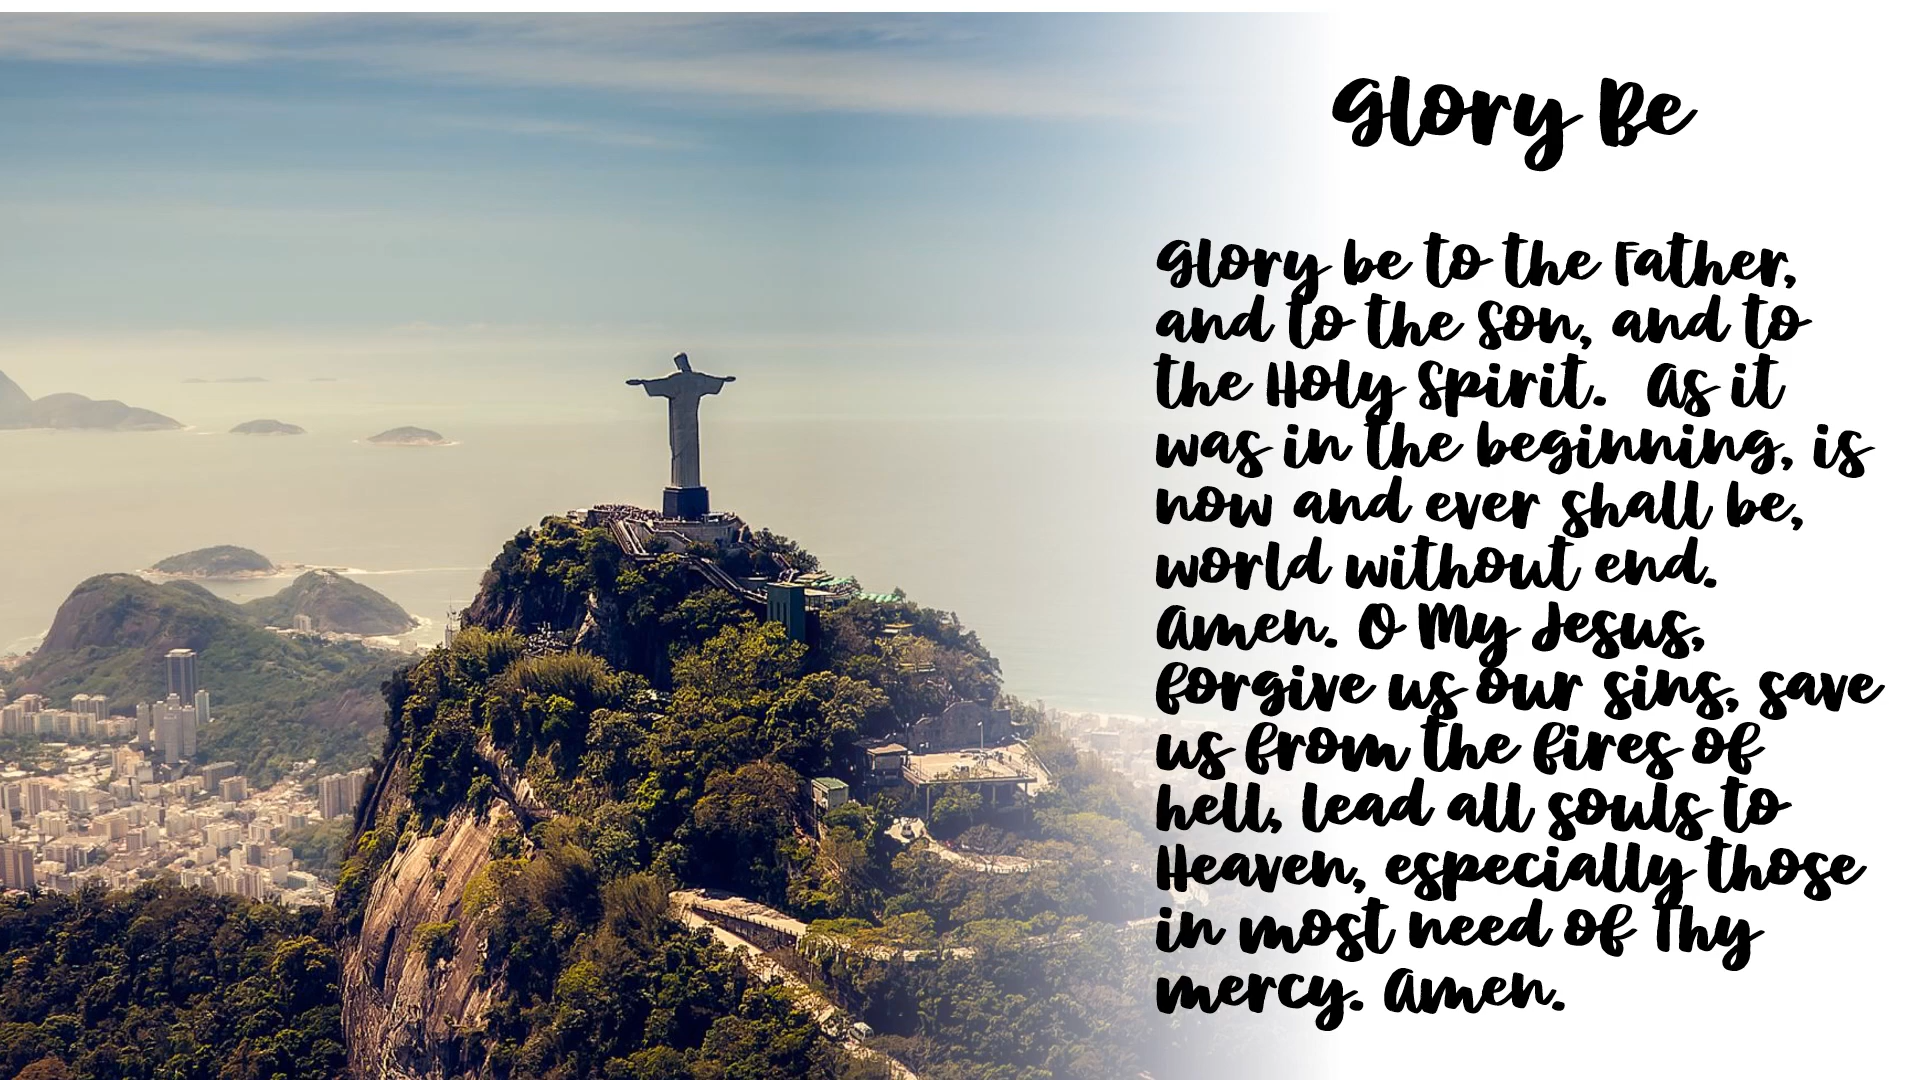 Glory Be
Glory be to the Father,
and to the Son, and to
the Holy Spirit.  As it
was in the beginning, is
now and ever shall be,
world without end.
Amen. O My Jesus,
forgive us our sins, save
us from the fires of
hell, lead all souls to
Heaven, especially those
in most need of Thy
mercy. Amen.